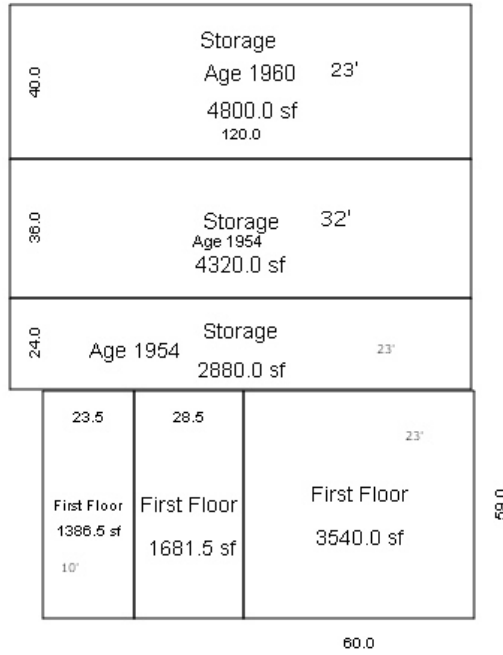 Storage
Age 1960 23'
40.0
4800.0 sf
120.0
Storage 32'
36.0
Age 1954
4320.0 sf
Storage
24.0
Age 1954
23'
2880.0 sf
23.5
28.5
23'
First Floor
1386.5 sf
10'
First Floor
1681.5 sf
First Floor
3540.0 sf
59.0
60.0